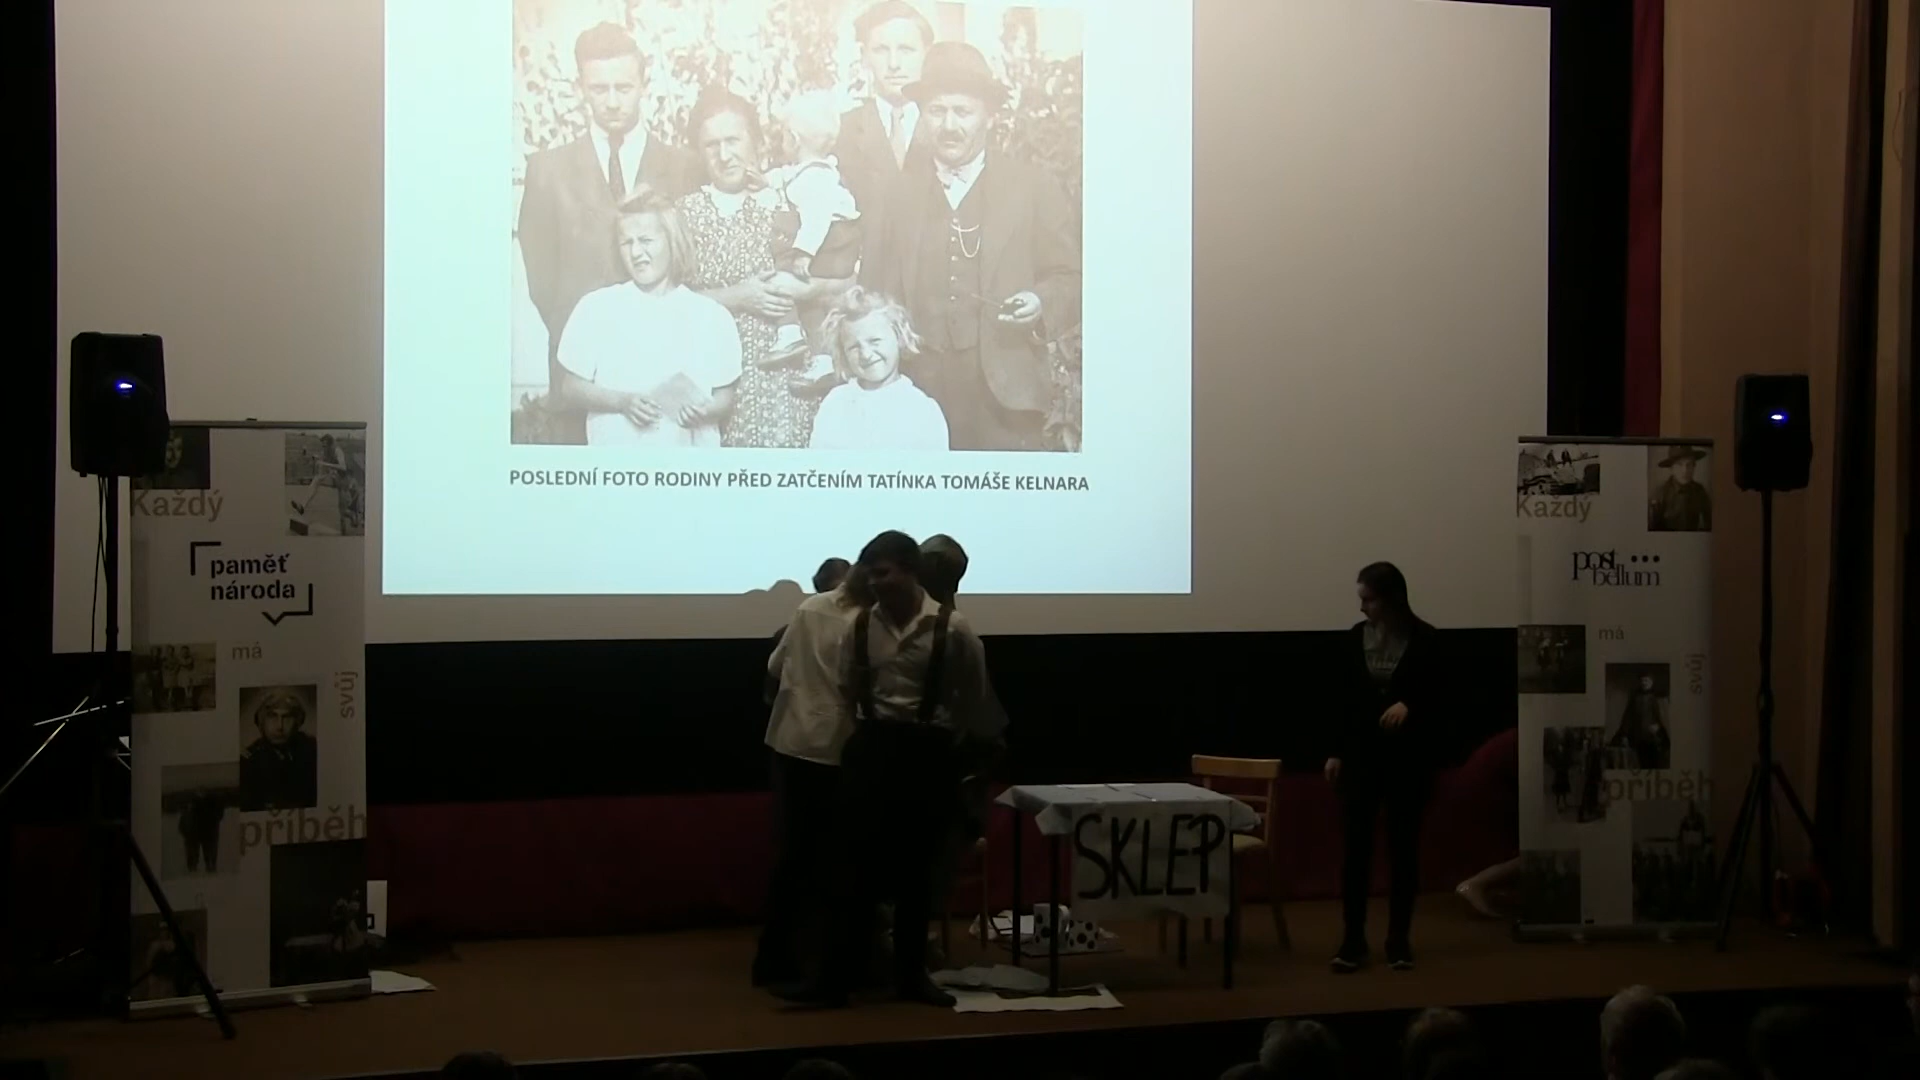 POSLEDNÍ FOTO RODINY PŘED ZATČENÍM TATÍNKA TOMÁŠE KELNARA
Každý
paměť
národa
má
svůj
příběh
Každý
post
bellum
má
svůj
příběh
SKLEP